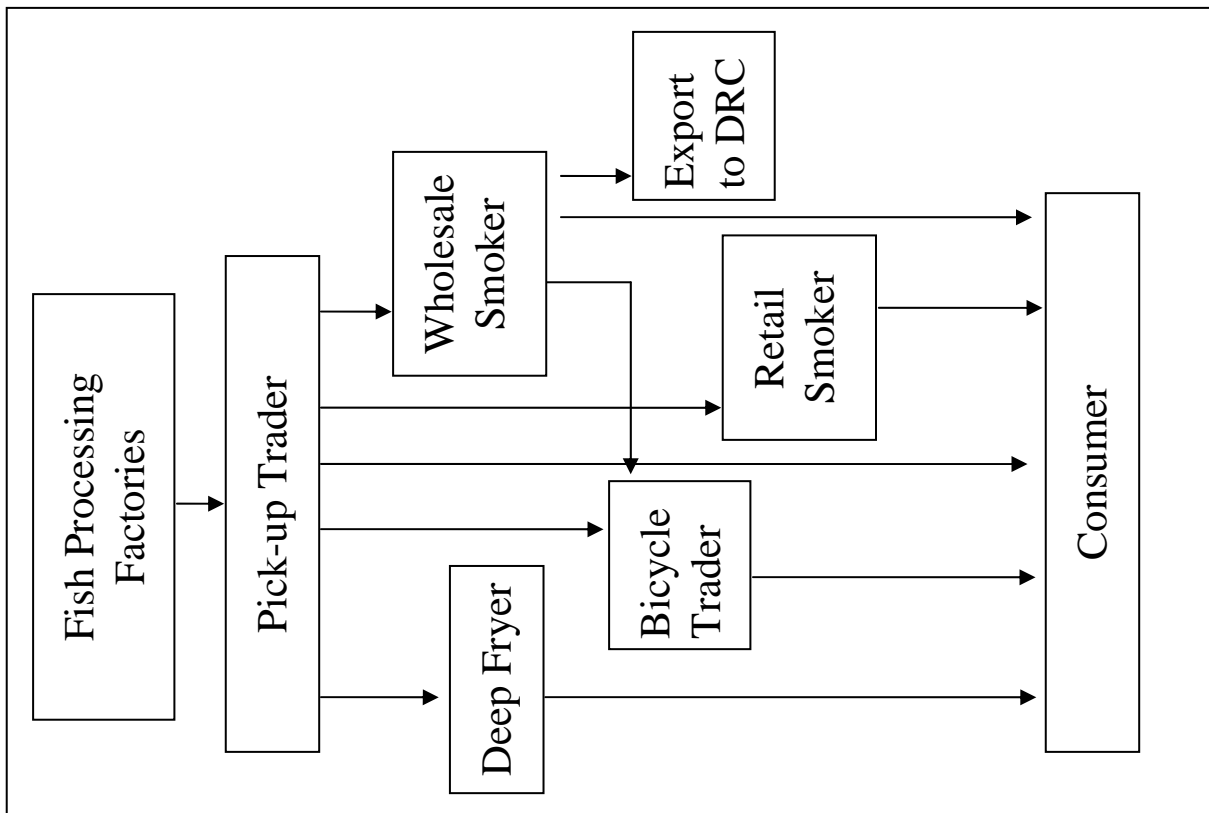 Fish Processing
Factories
Pick-up Trader
Wholesale
Smoker
Export
to DRC
Retail
Smoker
Bicycle
Trader
Deep Fryer
Consumer